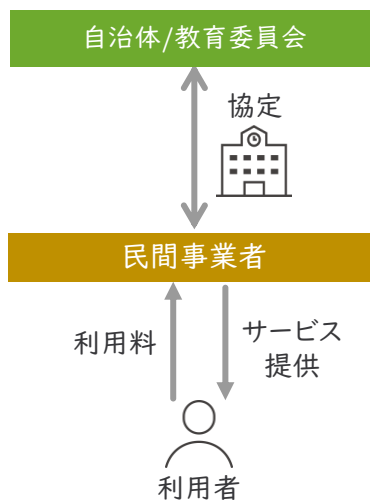 自治体/教育委員会
協定
民間事業者
利用料
サービス
提供
利用者